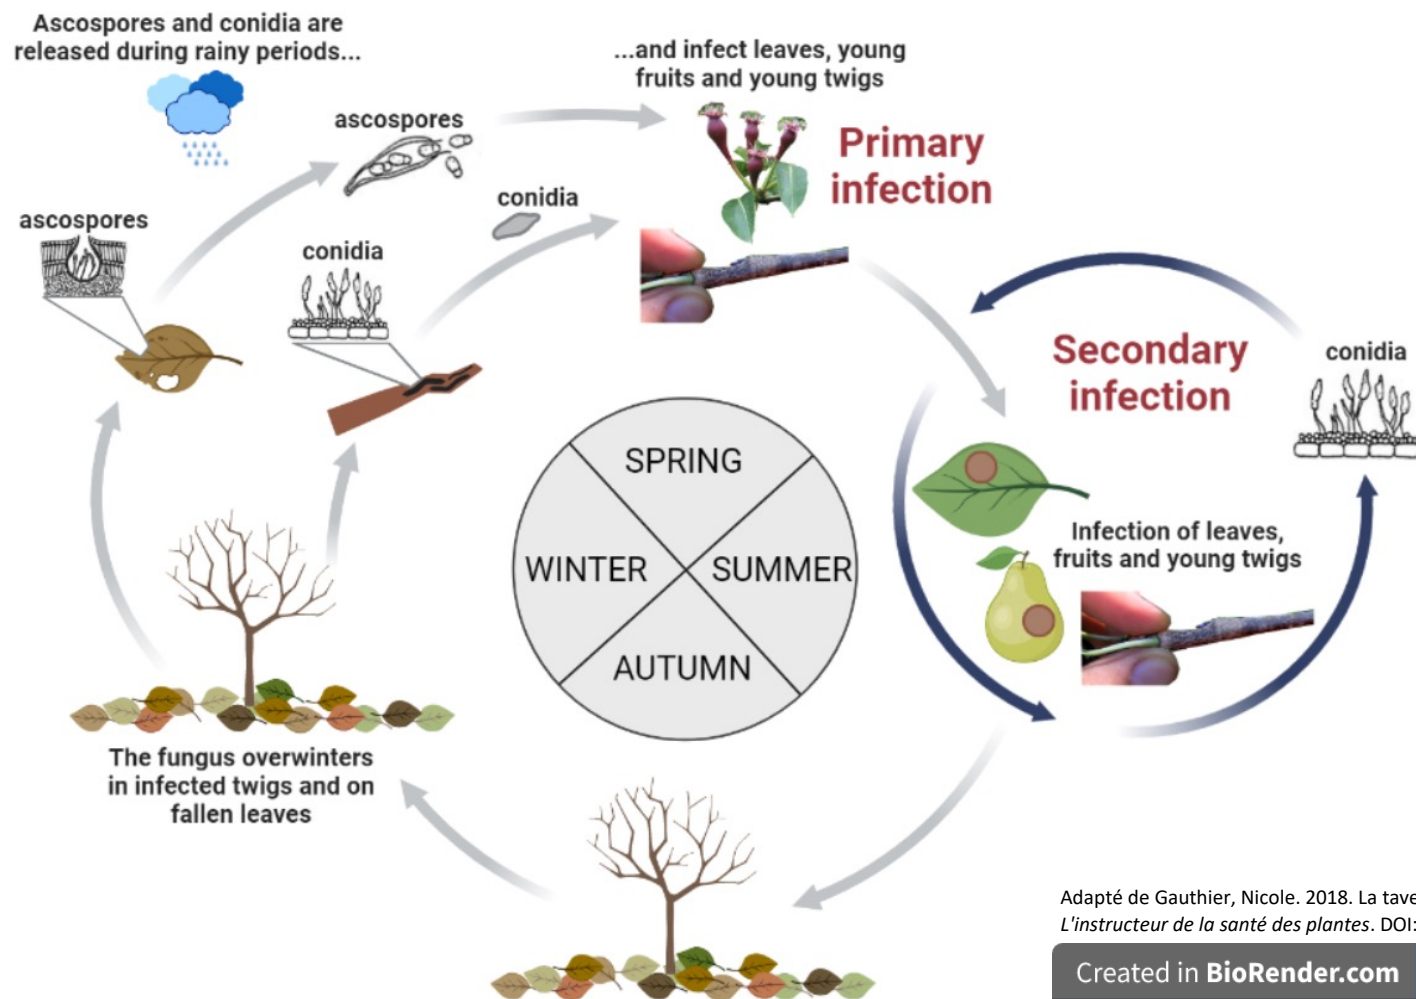 Ascospores and conidia are
released during rainy periods...
...and infect leaves, young
fruits and young twigs
ascospores
Primary
infection
conidia
ascospores
conidia
Secondary
infection
conidia
SPRING
WINTER
SUMMER
AUTUMN
Infection of leaves,
fruits and young twigs
The fungus overwinters
in infected twigs and on
fallen leaves
Adapté de Gauthier, Nicole. 2018. La tave
L'instructeur de la santé des plantes. DOI:
Created in BioRender.com